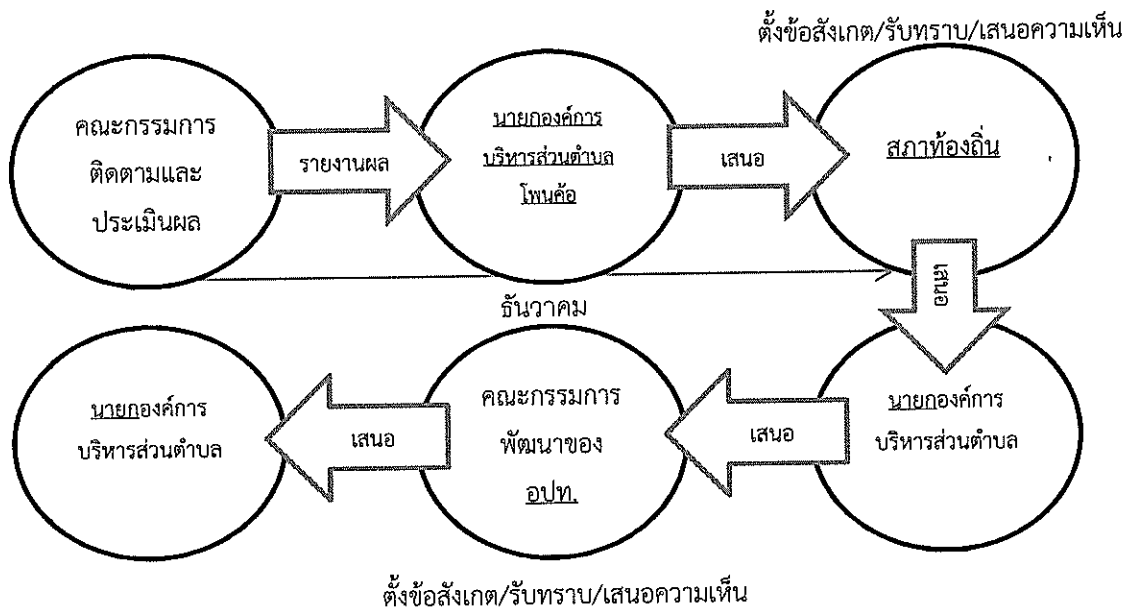 ตั้งข้อสังเกต/รับทราบ/เสนอความเห็น
คณะกรรมการ
ติดตามและ
ประเมินผล
รายงานผล
นายกองค์การ
บริหารส่วนตำบล
โพนค้อ
เสนอ
สภาท้องถิ่น
เสนอ
ธันวาคม
นายกองค์การ
บริหารส่วนตำบล
เสนอ
คณะกรรมการ
พัฒนาของ
อปท.
เสนอ
นายกองค์การ
บริหารส่วนตำบล
ตั้งข้อสังเกต/รับทราบ/เสนอความเห็น